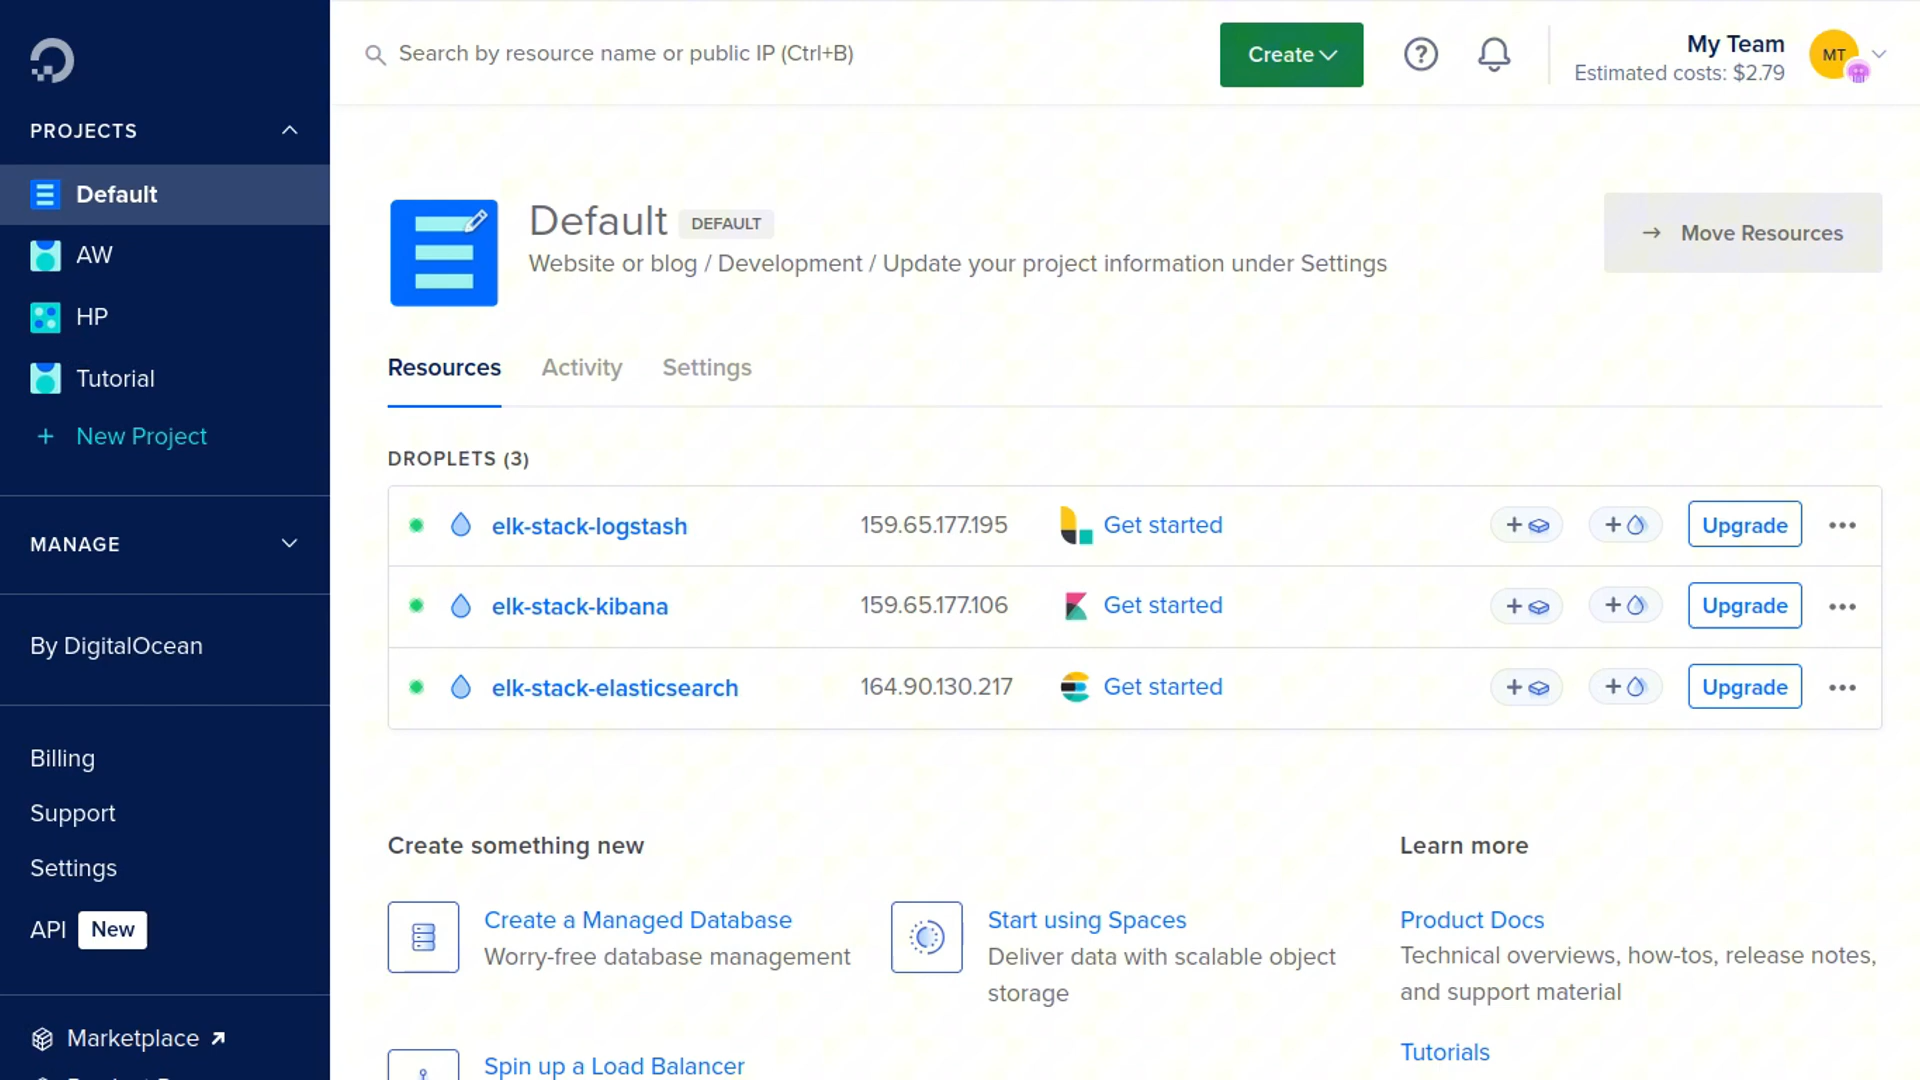 Search by resource name or public IP (Ctrl+B)
Create
My Team
Estimated costs: $2.79
MT
PROJECTS
Default
AW
HP
Tutorial
+ New Project
MANAGE
By DigitalOcean
Billing
Support
Settings
API New
Marketplace
Default DEFAULT
Website or blog / Development / Update your project information under Settings
→ Move Resources
Resources Activity Settings
DROPLETS (3)
elk-stack-logstash 159.65.177.195 Get started Upgrade
elk-stack-kibana 159.65.177.106 Get started Upgrade
elk-stack-elasticsearch 164.90.130.217 Get started Upgrade
Create something new
Create a Managed Database
Worry-free database management
Start using Spaces
Deliver data with scalable object
storage
Spin up a Load Balancer
Learn more
Product Docs
Technical overviews, how-tos, release notes,
and support material
Tutorials